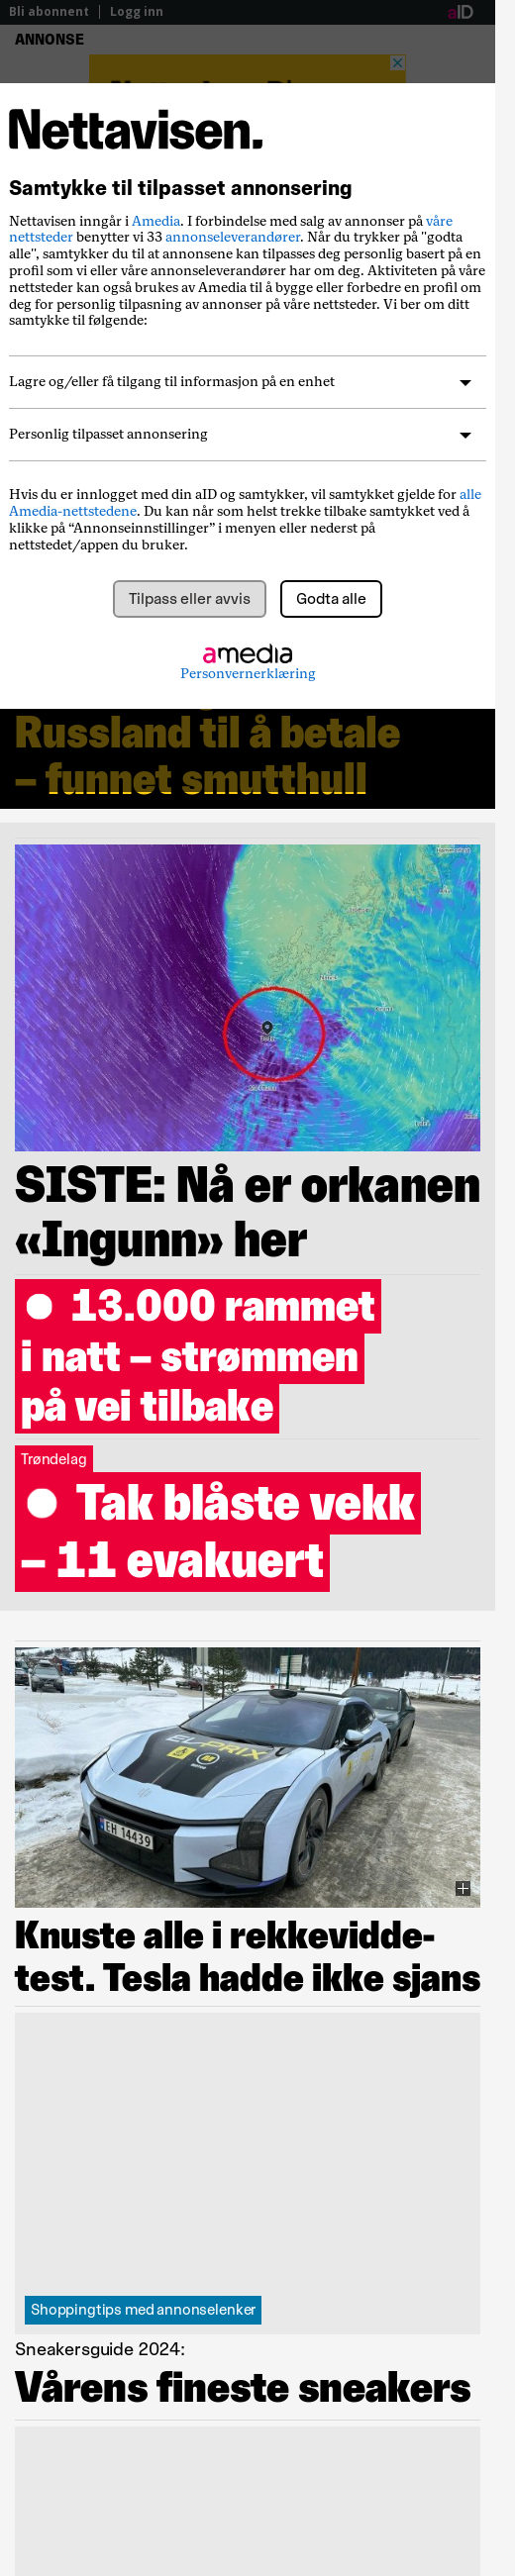 Bli abonnent | Logg inn
aID
ANNONSE
Nettavisen.
Samtykke til tilpasset annonsering
Nettavisen inngår i Amedia. I forbindelse med salg av annonser på våre
nettsteder benytter vi 33 annonseleverandører. Når du trykker på "godta
alle", samtykker du til at annonsene kan tilpasses deg personlig basert på en
profil som vi eller våre annonseleverandører har om deg. Aktiviteten på våre
nettsteder kan også brukes av Amedia til å bygge eller forbedre en profil om
deg for personlig tilpasning av annonser på våre nettsteder. Vi ber om ditt
samtykke til følgende:
Lagre og/eller få tilgang til informasjon på en enhet
Personlig tilpasset annonsering
Hvis du er innlogget med din aID og samtykker, vil samtykket gjelde for alle
Amedia-nettstedene. Du kan når som helst trekke tilbake samtykket ved å
klikke på “Annonseinnstillinger” i menyen eller nederst på
nettstedet/appen du bruker.
Tilpass eller avvis
Godta alle
amedia
Personvernerklæring
Russland til å betale
– funnet smutthull
SISTE: Nå er orkanen
«Ingunn» her
13.000 rammet
i natt – strømmen
på vei tilbake
Trøndelag
Tak blåste vekk
– 11 evakuert
ELPRIX
EH 14439
Knuste alle i rekkevidde-
test. Tesla hadde ikke sjans
Shoppingtips med annonselenker
Sneakersguide 2024:
Vårens fineste sneakers